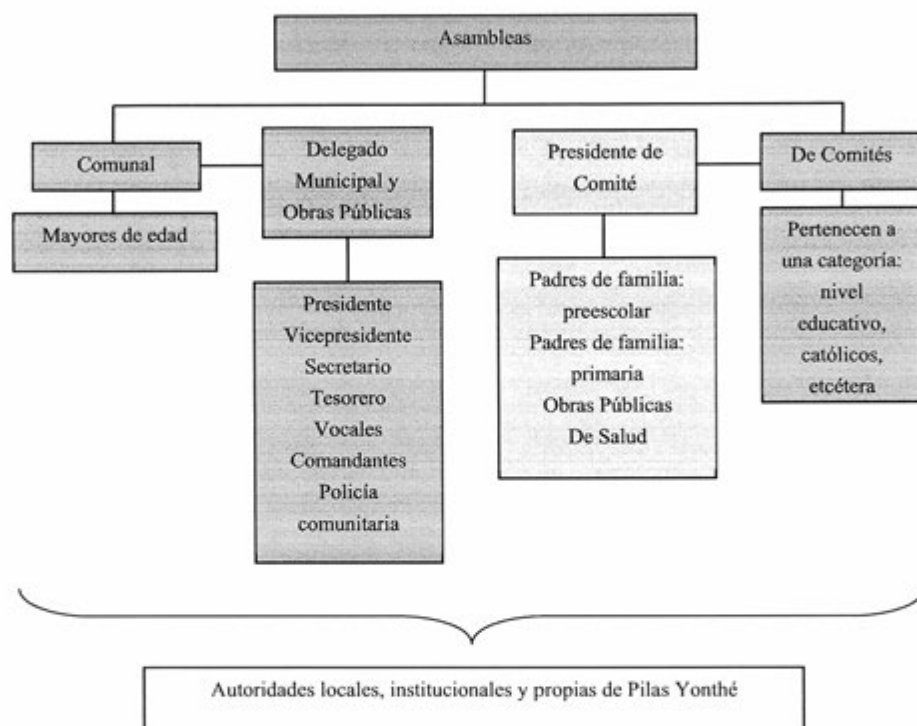 Asambleas
Comunal
Mayores de edad
Delegado
Municipal y
Obras Públicas
Presidente
Vicepresidente
Secretario
Tesorero
Vocales
Comandantes
Policía
comunitaria
Presidente de
Comité
Padres de familia:
preescolar
Padres de familia:
primaria
Obras Públicas
De Salud
De Comités
Pertenecen a
una categoría:
nivel
educativo,
católicos,
etcétera
Autoridades locales, institucionales y propias de Pilas Yonthé